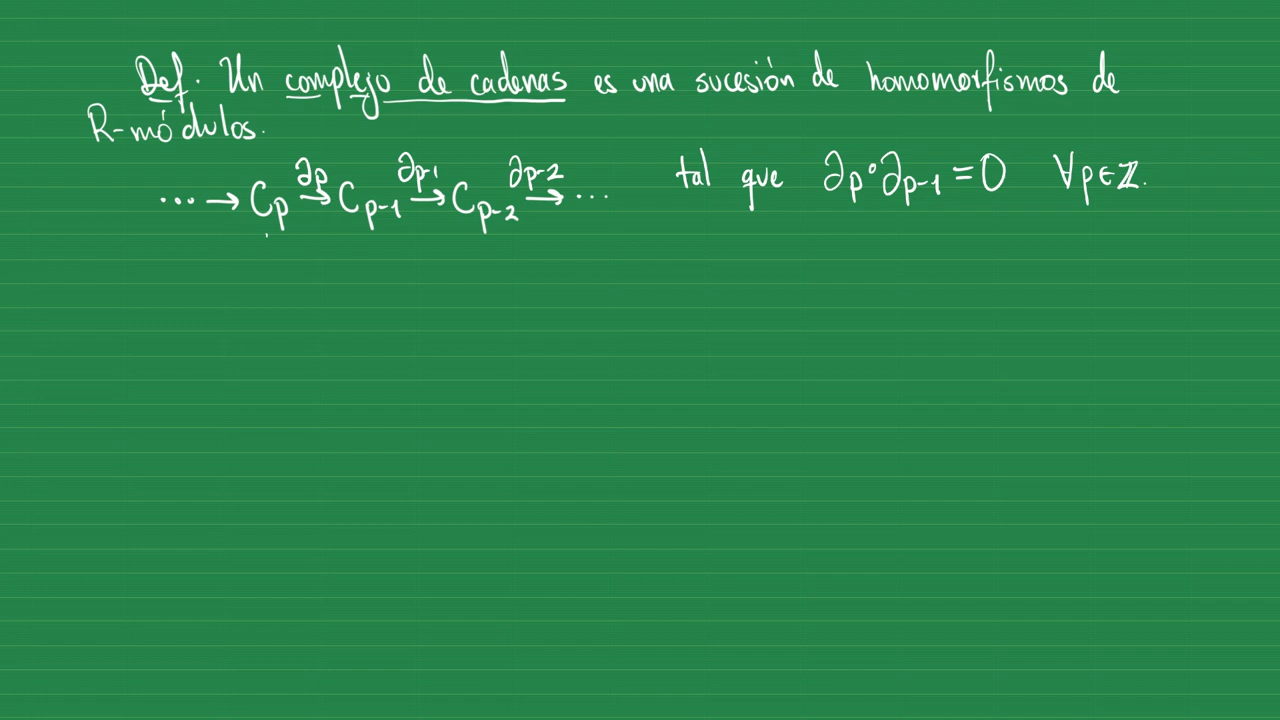 Def. Un complejo de cadenas es una sucesión de homomorfismos de
R-módulos.
⋯ → Cₚ →^{∂p} Cₚ₋₁ →^{∂p-1} Cₚ₋₂ →^{∂p-2} ⋯ tal que ∂ₚ∘∂ₚ₋₁ = 0 ∀p∈ℤ.